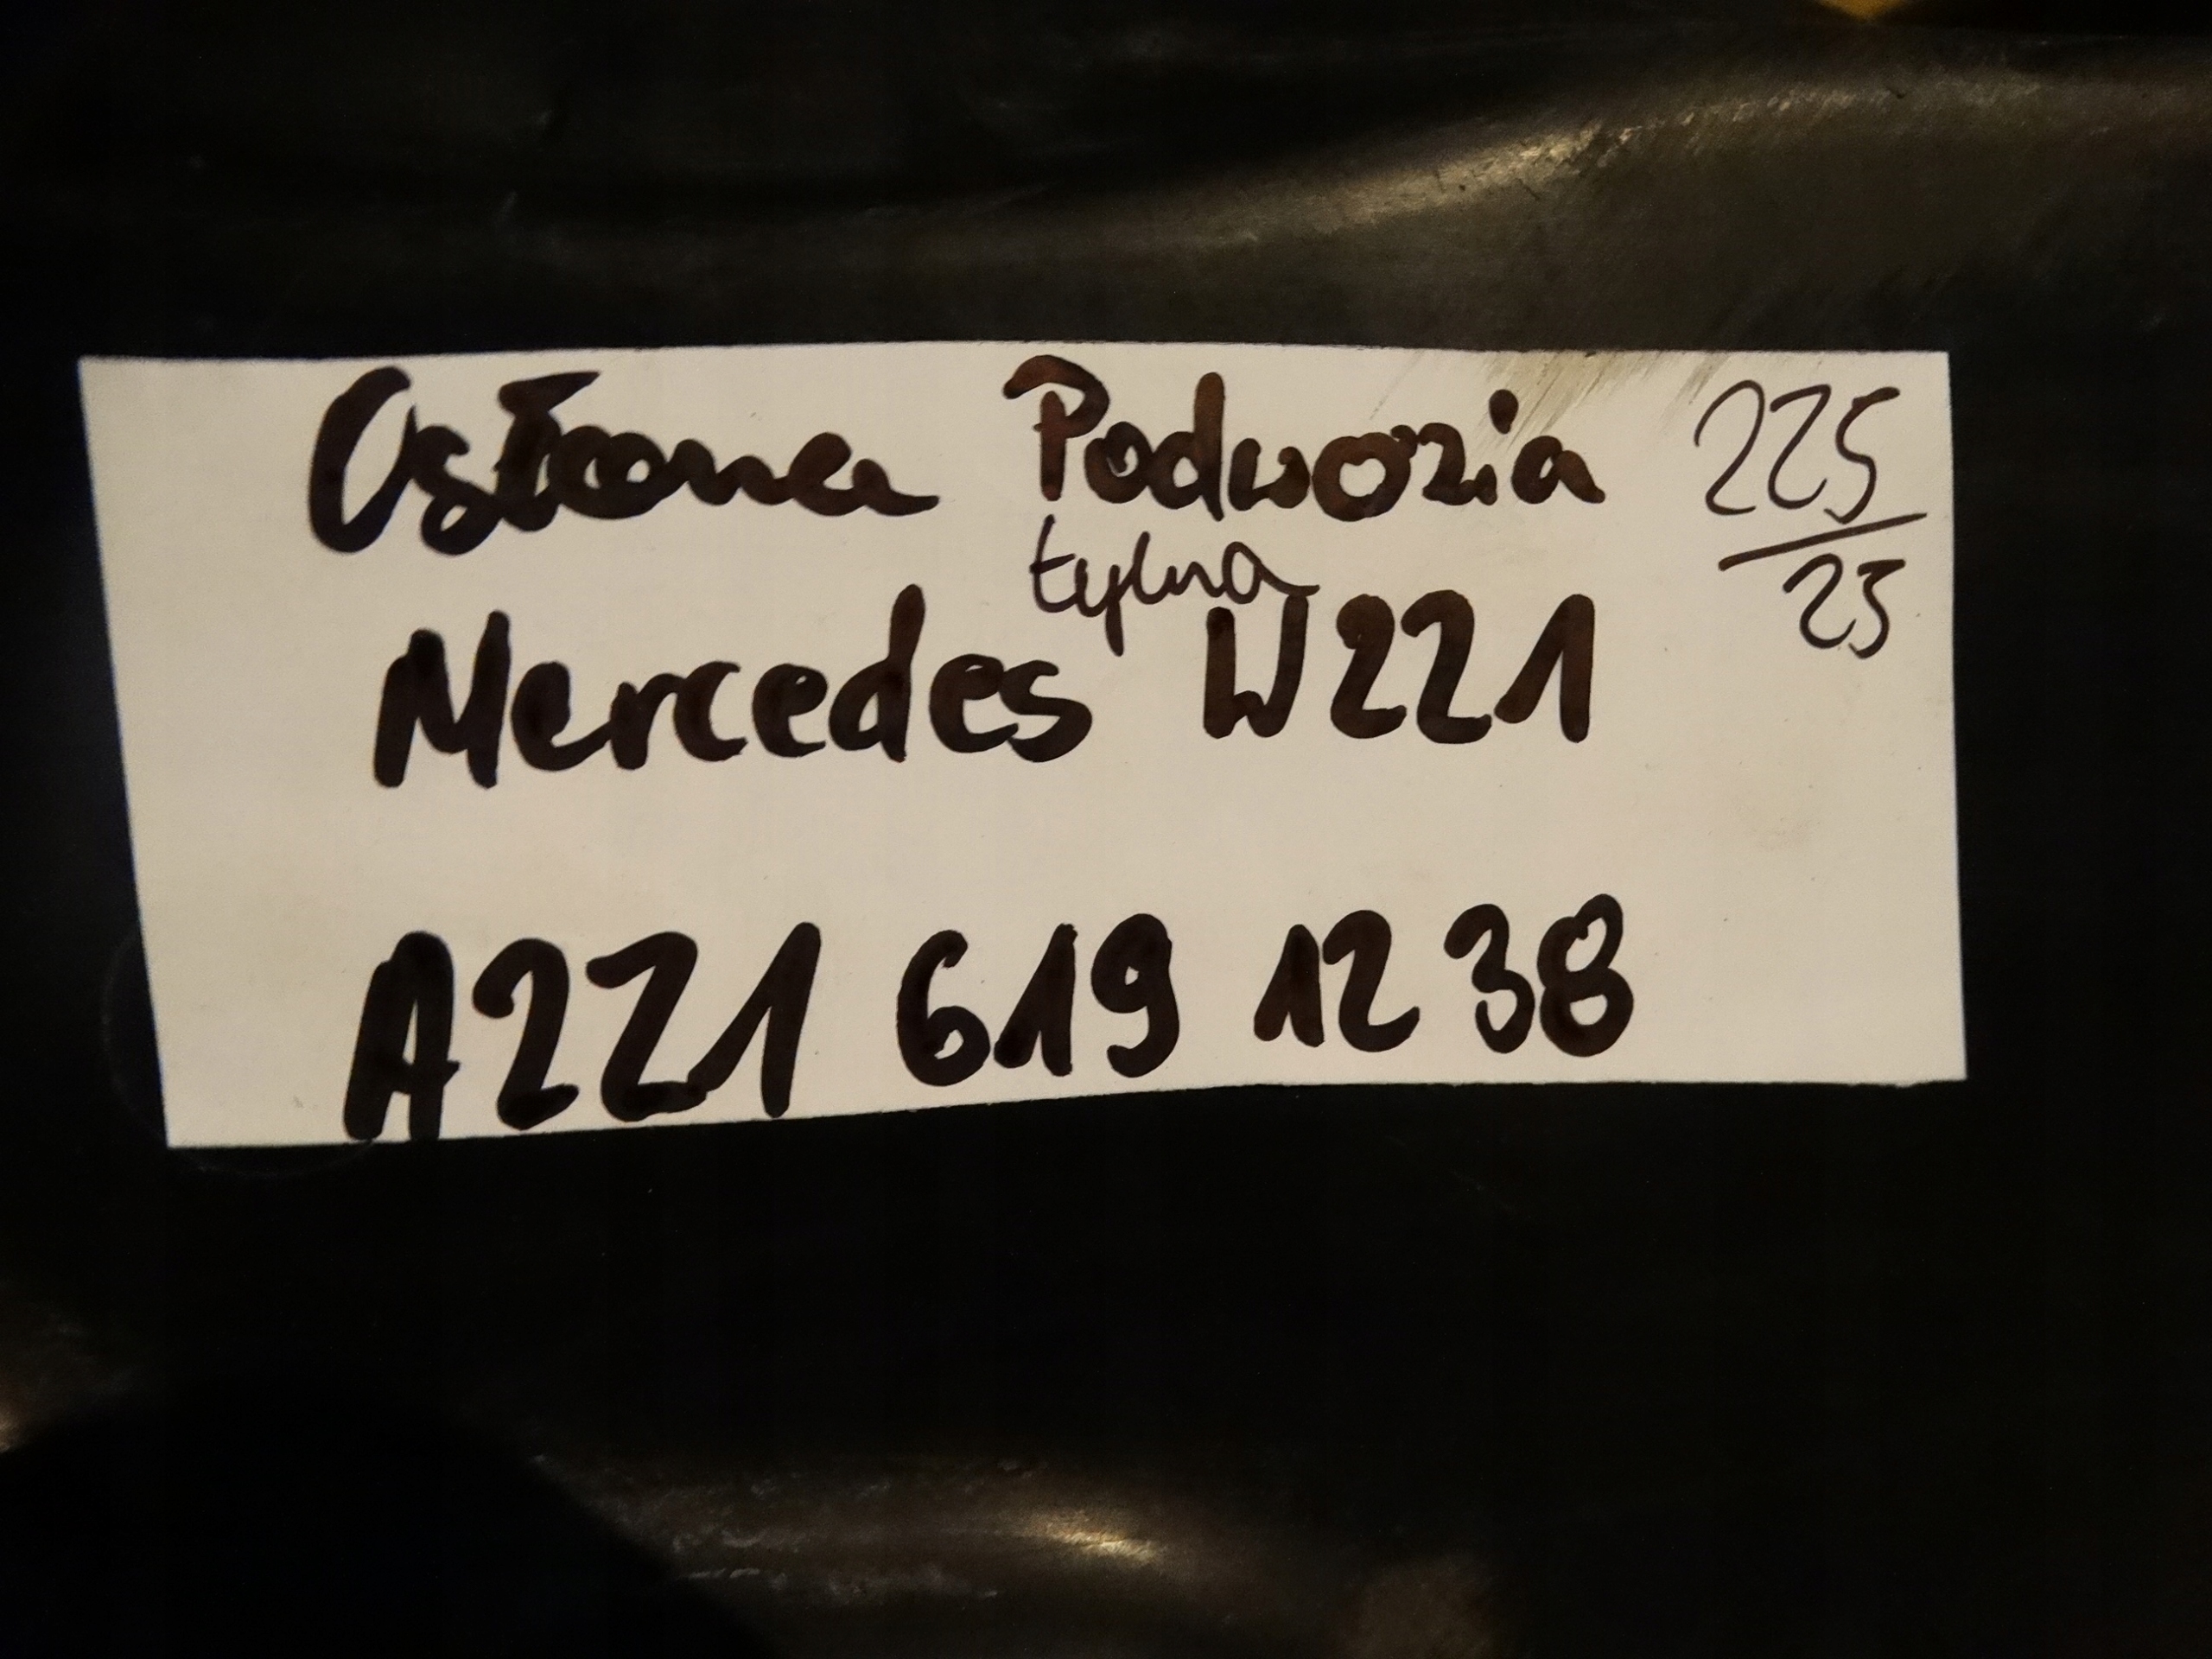 Osłona Podwozia 225/23
tylna
Mercedes W221
A221 619 12 38